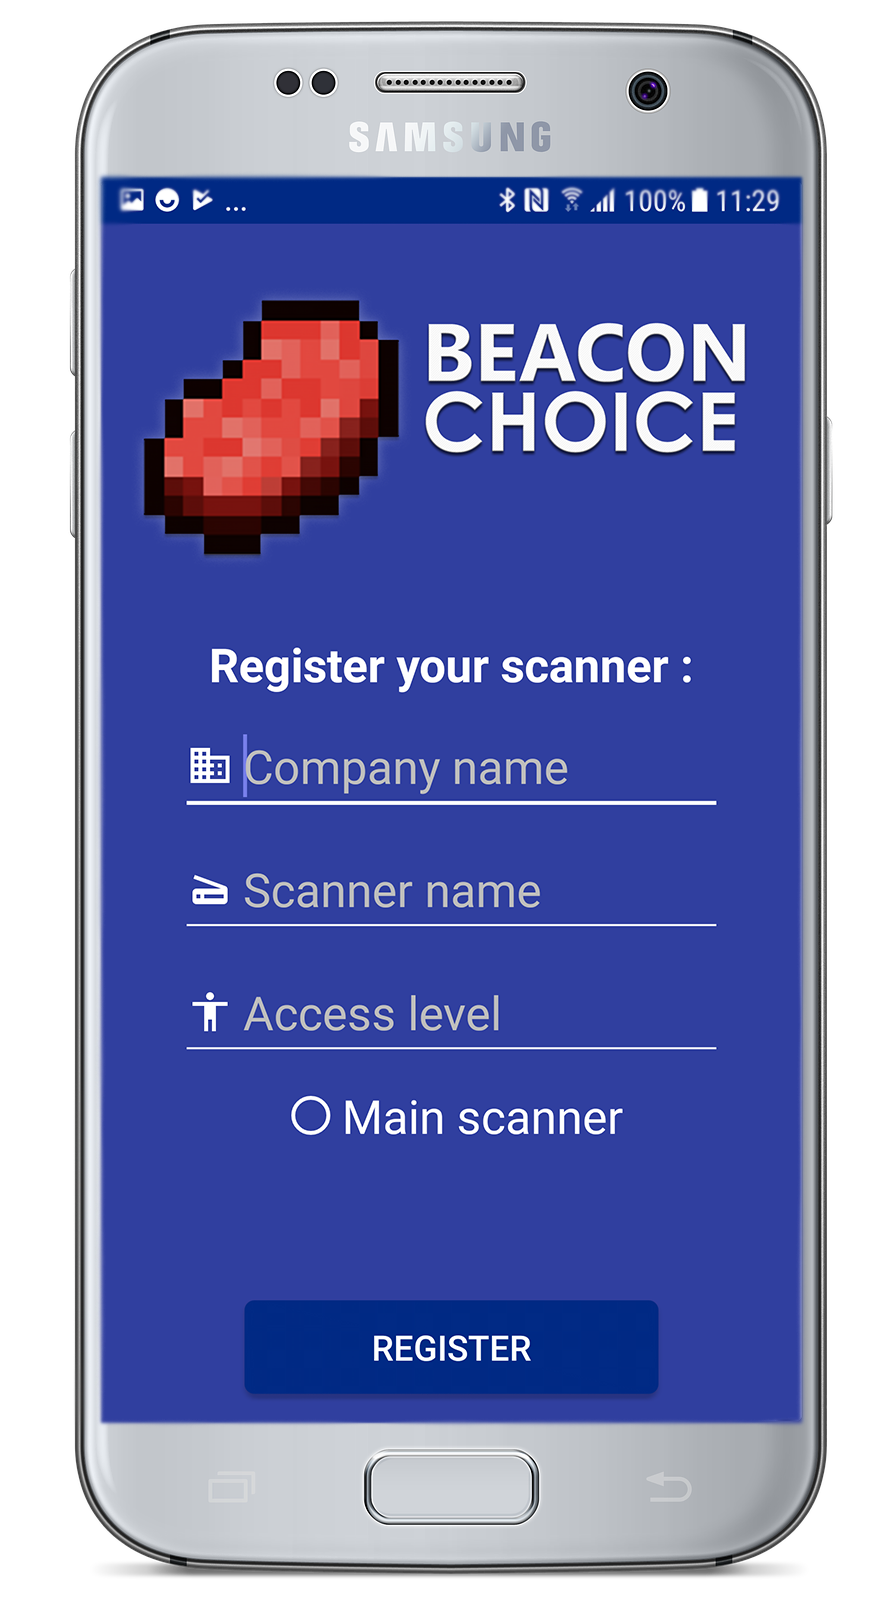 SAMSUNG
... 100% 11:29
BEACON
CHOICE
Register your scanner :
Company name
Scanner name
Access level
Main scanner
REGISTER